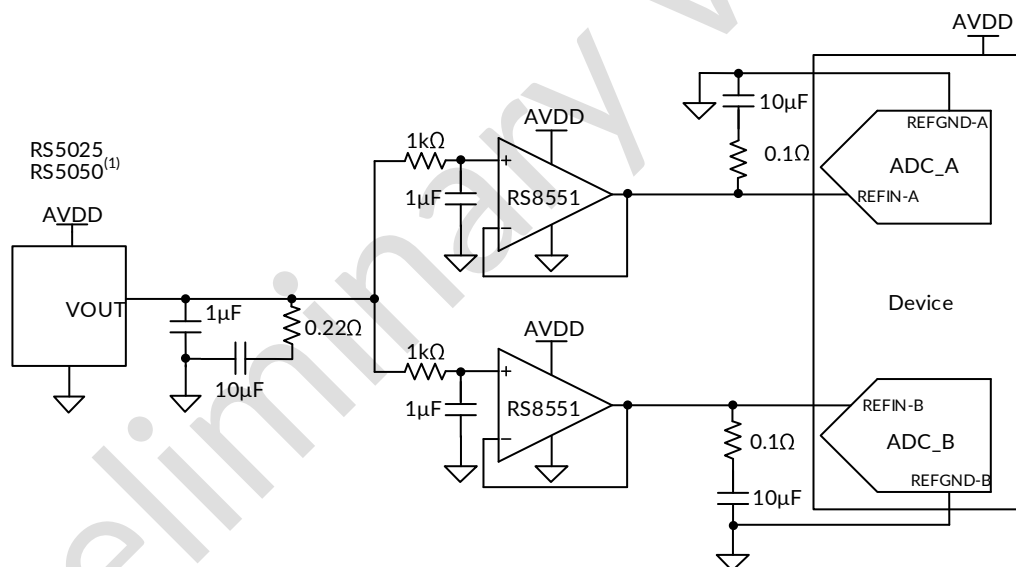 AVDD
10µF
REFGND-A
0.1Ω
ADC_A
REFIN-A
AVDD
1kΩ
RS8551
1µF
RS5025
RS5050(1)
AVDD
VOUT
1µF
0.22Ω
10µF
Device
AVDD
1kΩ
RS8551
1µF
REFIN-B
0.1Ω
ADC_B
REFGND-B
10µF
eliminary v